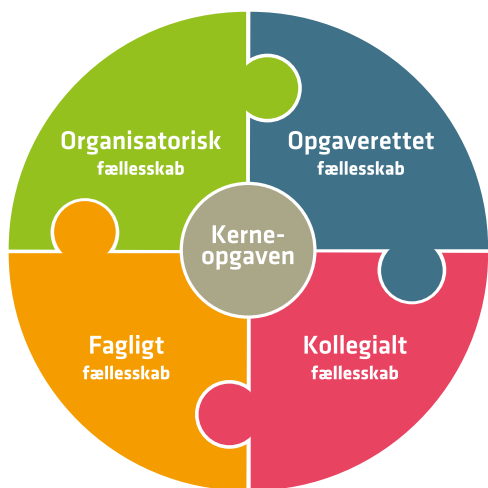 Organisatorisk
fællesskab
Opgaverettet
fællesskab
Kerne-
opgaven
Fagligt
fællesskab
Kollegialt
fællesskab